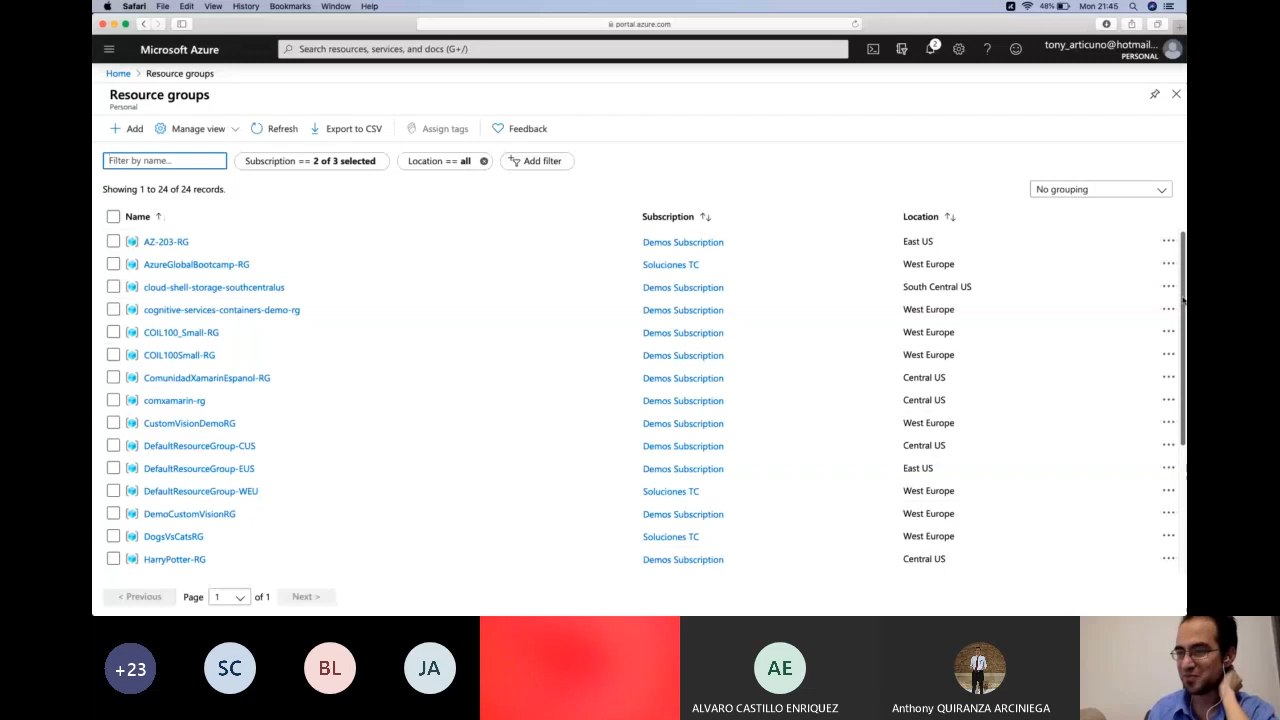 Safari File Edit View History Bookmarks Window Help 48% Mon 21:45
portal.azure.com
Microsoft Azure Search resources, services, and docs (G+/) 2 tony_articuno@hotmail... PERSONAL
Home > Resource groups
Resource groups
Personal
Add Manage view Refresh Export to CSV Assign tags Feedback
Filter by name... Subscription == 2 of 3 selected Location == all Add filter
Showing 1 to 24 of 24 records. No grouping
Name Subscription Location
AZ-203-RG Demos Subscription East US
AzureGlobalBootcamp-RG Soluciones TC West Europe
cloud-shell-storage-southcentralus Demos Subscription South Central US
cognitive-services-containers-demo-rg Demos Subscription West Europe
COIL100_Small-RG Demos Subscription West Europe
COIL100Small-RG Demos Subscription West Europe
ComunidadXamarinEspanol-RG Demos Subscription Central US
comxamarin-rg Demos Subscription Central US
CustomVisionDemoRG Demos Subscription West Europe
DefaultResourceGroup-CUS Demos Subscription Central US
DefaultResourceGroup-EUS Demos Subscription East US
DefaultResourceGroup-WEU Soluciones TC West Europe
DemoCustomVisionRG Demos Subscription West Europe
DogsVsCatsRG Soluciones TC West Europe
HarryPotter-RG Demos Subscription Central US
< Previous Page 1 of 1 Next >
+23 SC BL JA AE
ALVARO CASTILLO ENRIQUEZ Anthony QUIRANZA ARCINIEGA